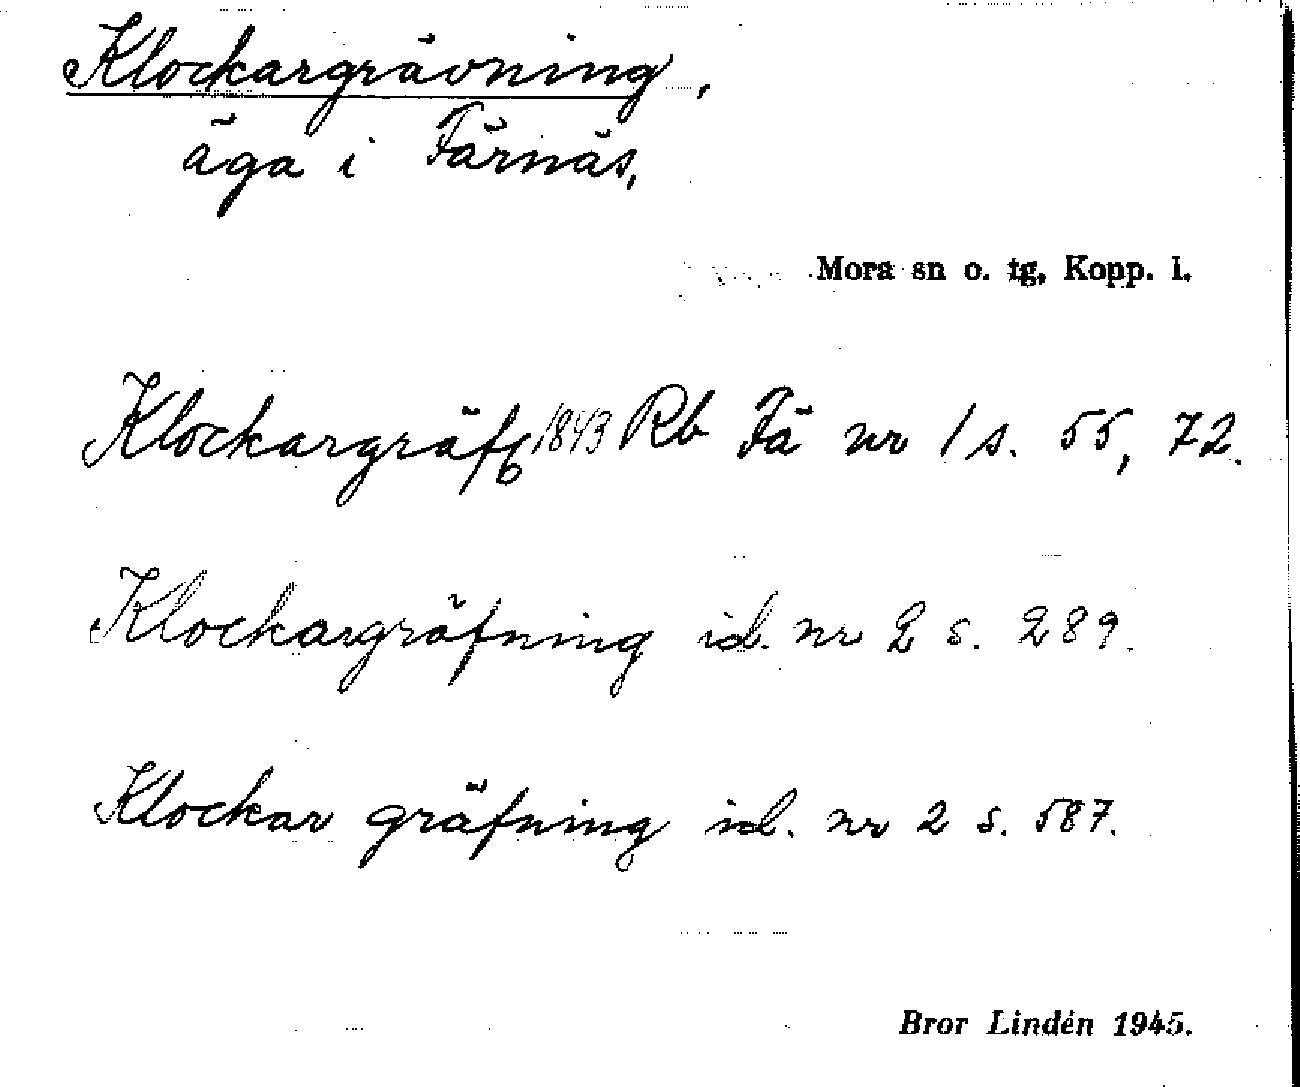 Klockargrävning,
äga i Färnäs,
Mora sn o. tg, Kopp. l.
Klockargräfg 1843 Rb Fä nr 1 s. 55, 72.
Klockargräfning id. nr 2 s. 289.
Klockar gräfning id. nr 2 s. 587.
Bror Lindén 1945.